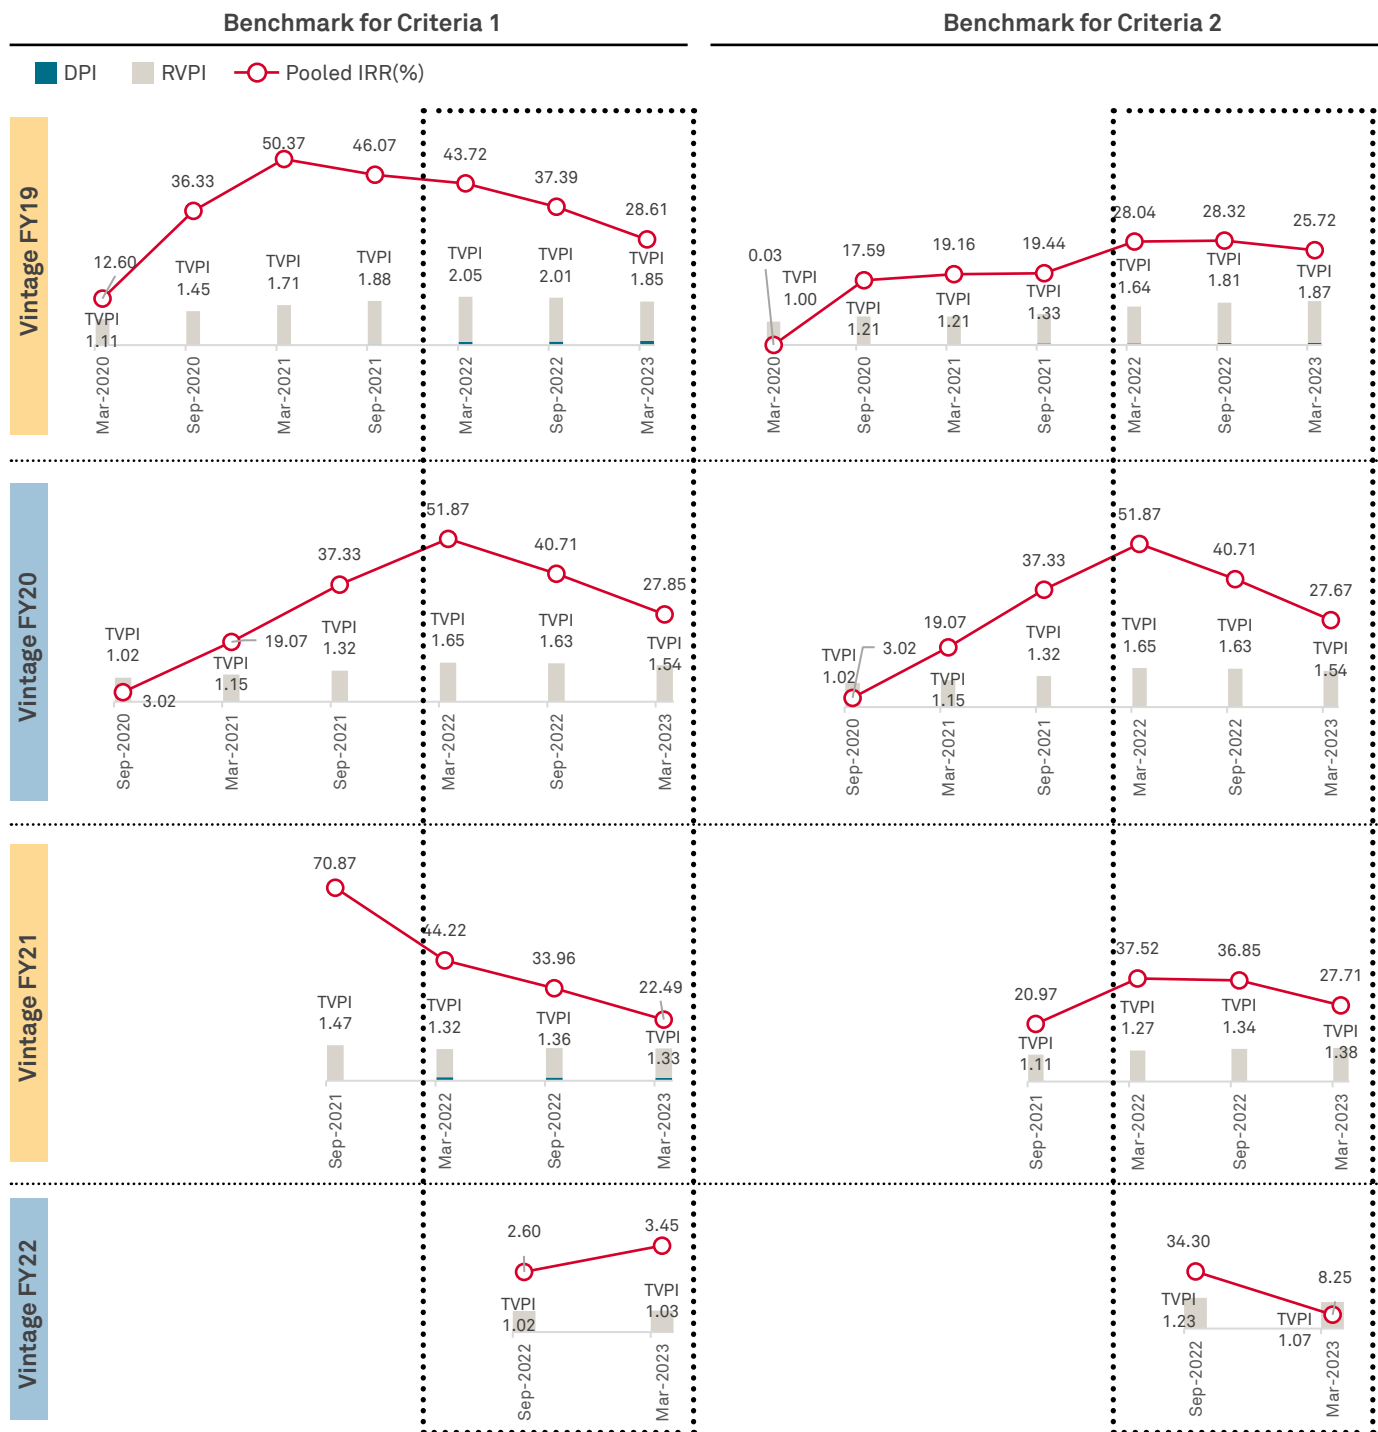 Benchmark for Criteria 1
Benchmark for Criteria 2
DPI
RVPI
Pooled IRR(%)
Vintage FY19
12.60
36.33
50.37
46.07
43.72
37.39
28.61
TVPI
1.11
TVPI
1.45
TVPI
1.71
TVPI
1.88
TVPI
2.05
TVPI
2.01
TVPI
1.85
Mar-2020
Sep-2020
Mar-2021
Sep-2021
Mar-2022
Sep-2022
Mar-2023
0.03
17.59
19.16
19.44
28.04
28.32
25.72
TVPI
1.00
TVPI
1.21
TVPI
1.21
TVPI
1.33
TVPI
1.64
TVPI
1.81
TVPI
1.87
Mar-2020
Sep-2020
Mar-2021
Sep-2021
Mar-2022
Sep-2022
Mar-2023
Vintage FY20
3.02
19.07
37.33
51.87
40.71
27.85
TVPI
1.02
TVPI
1.15
TVPI
1.32
TVPI
1.65
TVPI
1.63
TVPI
1.54
Sep-2020
Mar-2021
Sep-2021
Mar-2022
Sep-2022
Mar-2023
3.02
19.07
37.33
51.87
40.71
27.67
TVPI
1.02
TVPI
1.15
TVPI
1.32
TVPI
1.65
TVPI
1.63
TVPI
1.54
Sep-2020
Mar-2021
Sep-2021
Mar-2022
Sep-2022
Mar-2023
Vintage FY21
70.87
44.22
33.96
22.49
TVPI
1.47
TVPI
1.32
TVPI
1.36
TVPI
1.33
Sep-2021
Mar-2022
Sep-2022
Mar-2023
20.97
37.52
36.85
27.71
TVPI
1.11
TVPI
1.27
TVPI
1.34
TVPI
1.38
Sep-2021
Mar-2022
Sep-2022
Mar-2023
Vintage FY22
2.60
3.45
TVPI
1.02
TVPI
1.03
Sep-2022
Mar-2023
34.30
8.25
TVPI
1.23
TVPI
1.07
Sep-2022
Mar-2023